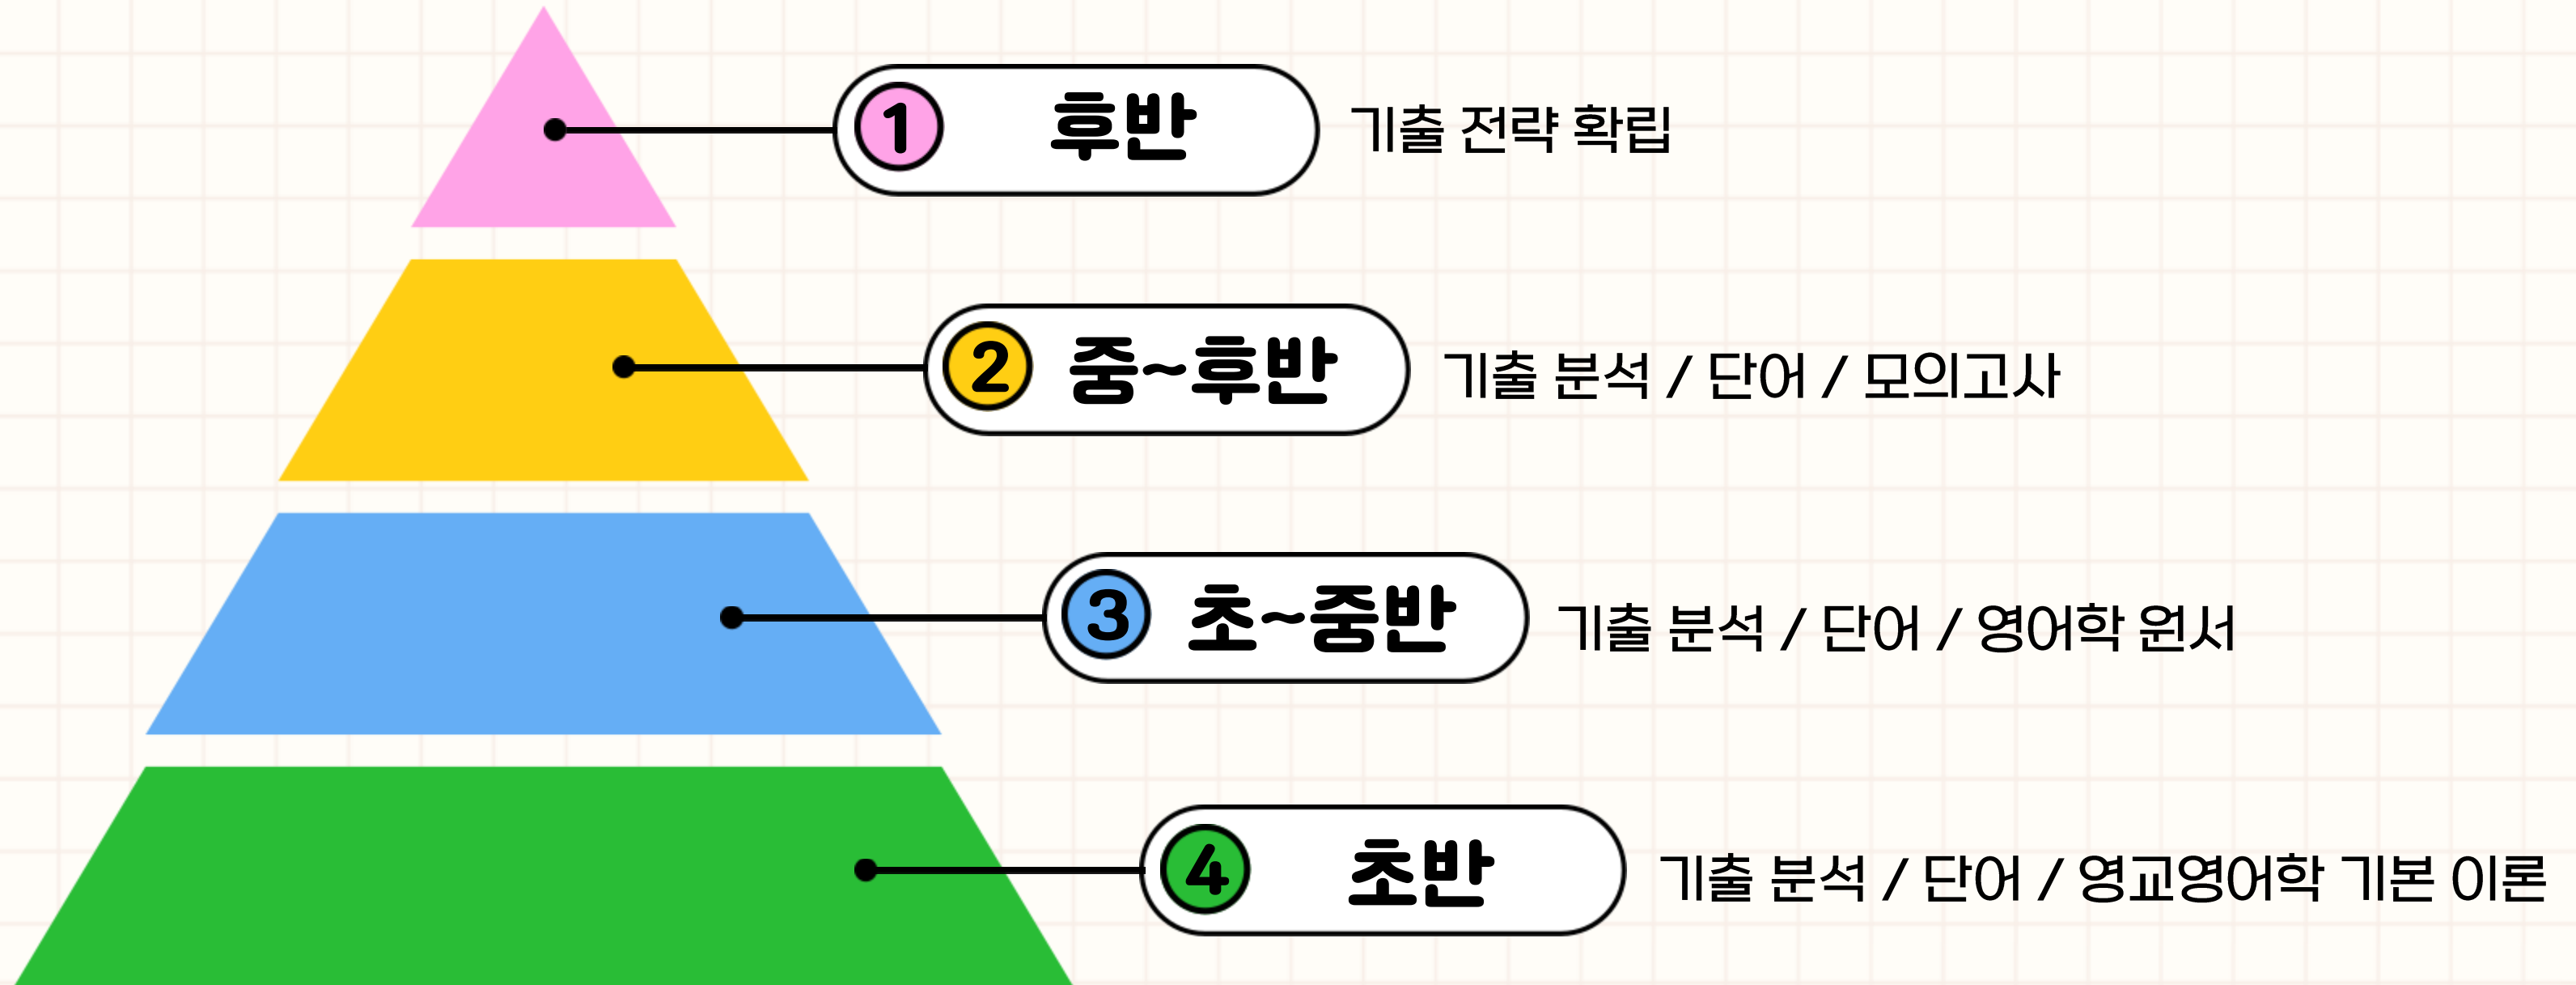 1 후반 기출 전략 확립
2 중~후반 기출 분석 / 단어 / 모의고사
3 초~중반 기출 분석 / 단어 / 영어학 원서
4 초반 기출 분석 / 단어 / 영교영어학 기본 이론